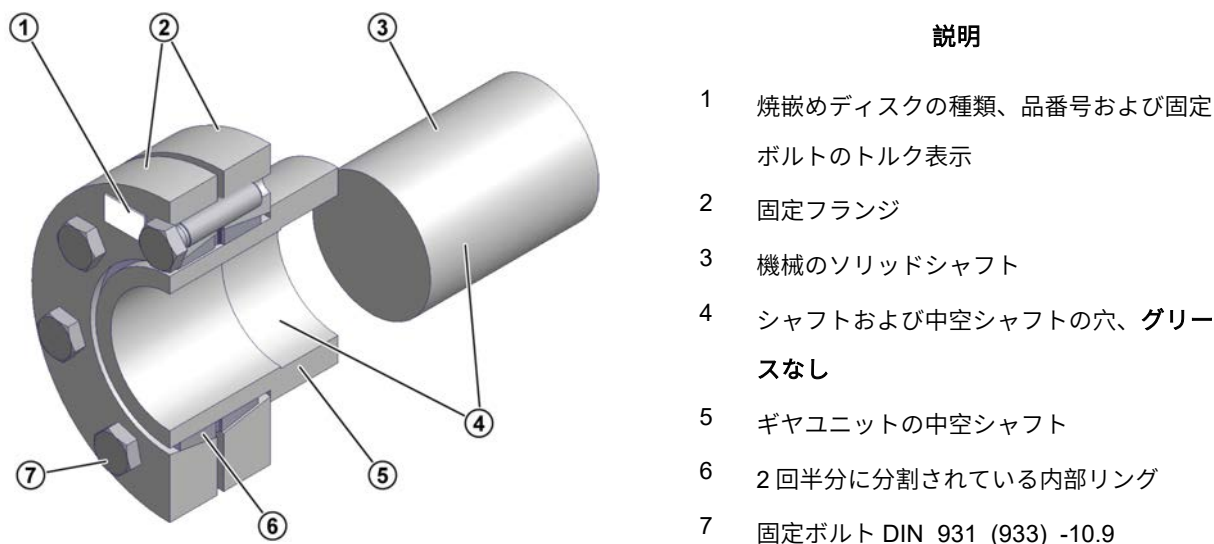 1
2
3
4
5
6
7
説明
1 焼嵌めディスクの種類、品番号および固定
ボルトのトルク表示
2 固定フランジ
3 機械のソリッドシャフト
4 シャフトおよび中空シャフトの穴、グリー
スなし
5 ギヤユニットの中空シャフト
6 2 回半分に分割されている内部リング
7 固定ボルト DIN 931 (933) -10.9